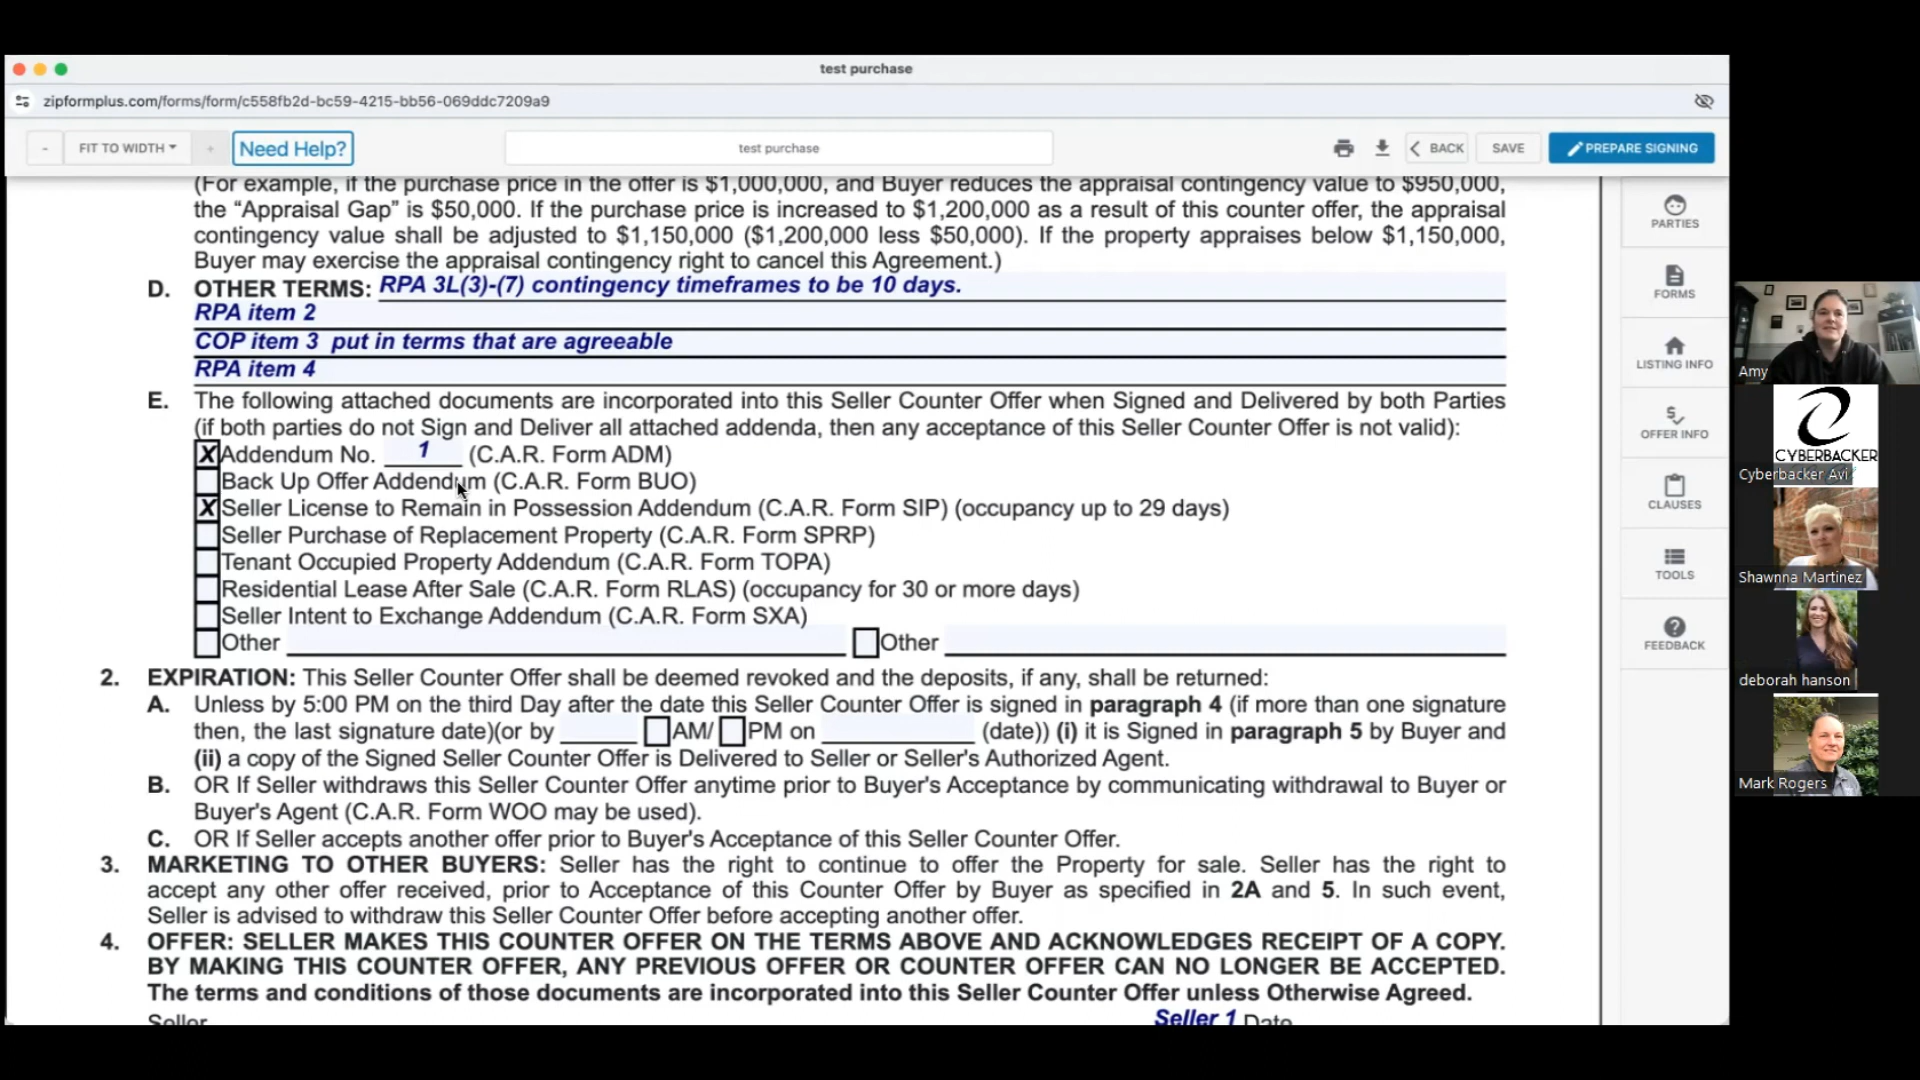 test purchase
zipformplus.com/forms/form/c558fb2d-bc59-4215-bb56-069ddc7209a9
- FIT TO WIDTH + Need Help? test purchase BACK SAVE PREPARE SIGNING
(For example, if the purchase price in the offer is $1,000,000, and Buyer reduces the appraisal contingency value to $950,000,
the “Appraisal Gap” is $50,000. If the purchase price is increased to $1,200,000 as a result of this counter offer, the appraisal
contingency value shall be adjusted to $1,150,000 ($1,200,000 less $50,000). If the property appraises below $1,150,000,
Buyer may exercise the appraisal contingency right to cancel this Agreement.)
D. OTHER TERMS: RPA 3L(3)-(7) contingency timeframes to be 10 days.
RPA item 2
COP item 3 put in terms that are agreeable
RPA item 4
E. The following attached documents are incorporated into this Seller Counter Offer when Signed and Delivered by both Parties
(if both parties do not Sign and Deliver all attached addenda, then any acceptance of this Seller Counter Offer is not valid):
X Addendum No. 1 (C.A.R. Form ADM)
Back Up Offer Addendum (C.A.R. Form BUO)
X Seller License to Remain in Possession Addendum (C.A.R. Form SIP) (occupancy up to 29 days)
Seller Purchase of Replacement Property (C.A.R. Form SPRP)
Tenant Occupied Property Addendum (C.A.R. Form TOPA)
Residential Lease After Sale (C.A.R. Form RLAS) (occupancy for 30 or more days)
Seller Intent to Exchange Addendum (C.A.R. Form SXA)
Other Other
2. EXPIRATION: This Seller Counter Offer shall be deemed revoked and the deposits, if any, shall be returned:
A. Unless by 5:00 PM on the third Day after the date this Seller Counter Offer is signed in paragraph 4 (if more than one signature
then, the last signature date)(or by AM/ PM on (date)) (i) it is Signed in paragraph 5 by Buyer and
(ii) a copy of the Signed Seller Counter Offer is Delivered to Seller or Seller's Authorized Agent.
B. OR If Seller withdraws this Seller Counter Offer anytime prior to Buyer's Acceptance by communicating withdrawal to Buyer or
Buyer's Agent (C.A.R. Form WOO may be used).
C. OR If Seller accepts another offer prior to Buyer's Acceptance of this Seller Counter Offer.
3. MARKETING TO OTHER BUYERS: Seller has the right to continue to offer the Property for sale. Seller has the right to
accept any other offer received, prior to Acceptance of this Counter Offer by Buyer as specified in 2A and 5. In such event,
Seller is advised to withdraw this Seller Counter Offer before accepting another offer.
4. OFFER: SELLER MAKES THIS COUNTER OFFER ON THE TERMS ABOVE AND ACKNOWLEDGES RECEIPT OF A COPY.
BY MAKING THIS COUNTER OFFER, ANY PREVIOUS OFFER OR COUNTER OFFER CAN NO LONGER BE ACCEPTED.
The terms and conditions of those documents are incorporated into this Seller Counter Offer unless Otherwise Agreed.
Seller Seller 1 Date
PARTIES
FORMS
LISTING INFO
OFFER INFO
CLAUSES
TOOLS
FEEDBACK
Amy
CYBERBACKER
Cyberbacker Avi
Shawnna Martinez
deborah hanson
Mark Rogers